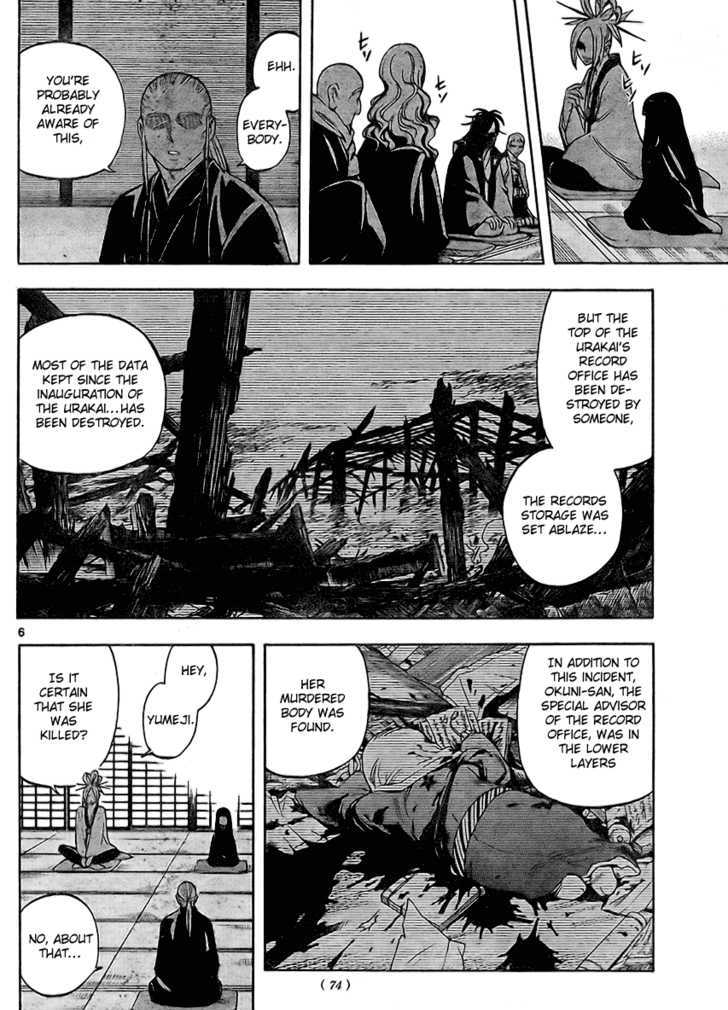 ヒッ
ヒッ
EHH.
EVERY-
BODY.
YOU'RE
PROBABLY
ALREADY
AWARE OF
THIS,
BUT THE
TOP OF THE
URAKAI'S
RECORD
OFFICE HAS
BEEN DE-
STROYED BY
SOMEONE,
THE RECORDS
STORAGE WAS
SET ABLAZE...
MOST OF THE DATA
KEPT SINCE THE
INAUGURATION
OF THE URAKAI...HAS
BEEN DESTROYED.
6
IN ADDITION TO
THIS INCIDENT,
OKUNI-SAN, THE
SPECIAL ADVISOR
OF THE RECORD
OFFICE, WAS IN
THE LOWER
LAYERS
HER
MURDERED
BODY WAS
FOUND.
HEY,
YUMEJI.
IS IT
CERTAIN
THAT SHE
WAS
KILLED?
NO, ABOUT
THAT...
( 74 )